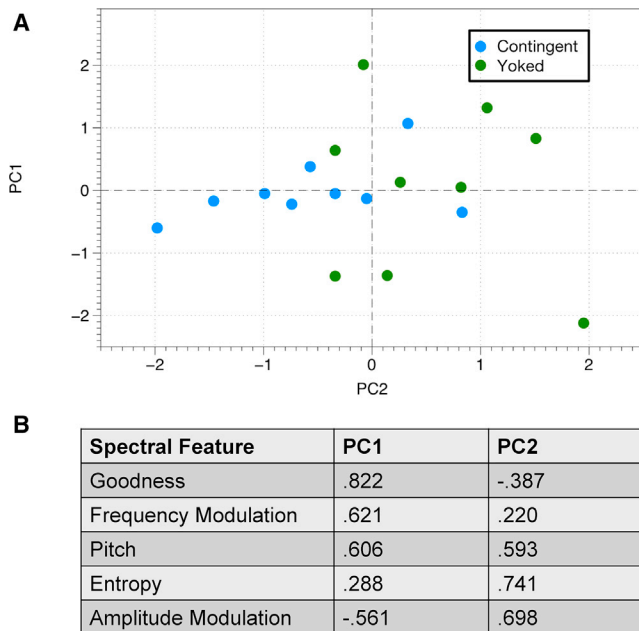 A
Contingent
Yoked
2
1
0
−1
−2
PC1
−2 −1 0 1 2
PC2
B
Spectral Feature PC1 PC2
Goodness .822 -.387
Frequency Modulation .621 .220
Pitch .606 .593
Entropy .288 .741
Amplitude Modulation -.561 .698